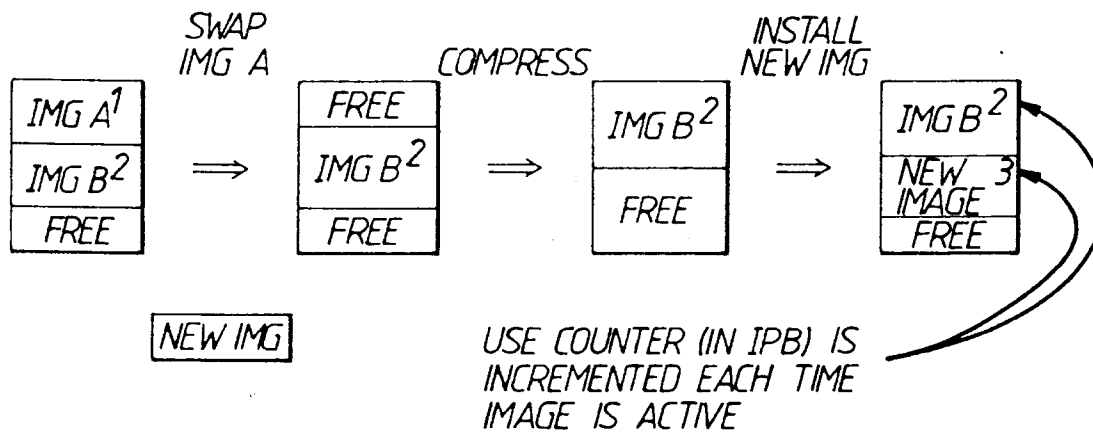 SWAP
IMG A
COMPRESS
INSTALL
NEW IMG
IMG A1
IMG B2
FREE
FREE
IMG B2
FREE
IMG B2
FREE
IMG B2
NEW 3
IMAGE
FREE
NEW IMG
USE COUNTER (IN IPB) IS
INCREMENTED EACH TIME
IMAGE IS ACTIVE